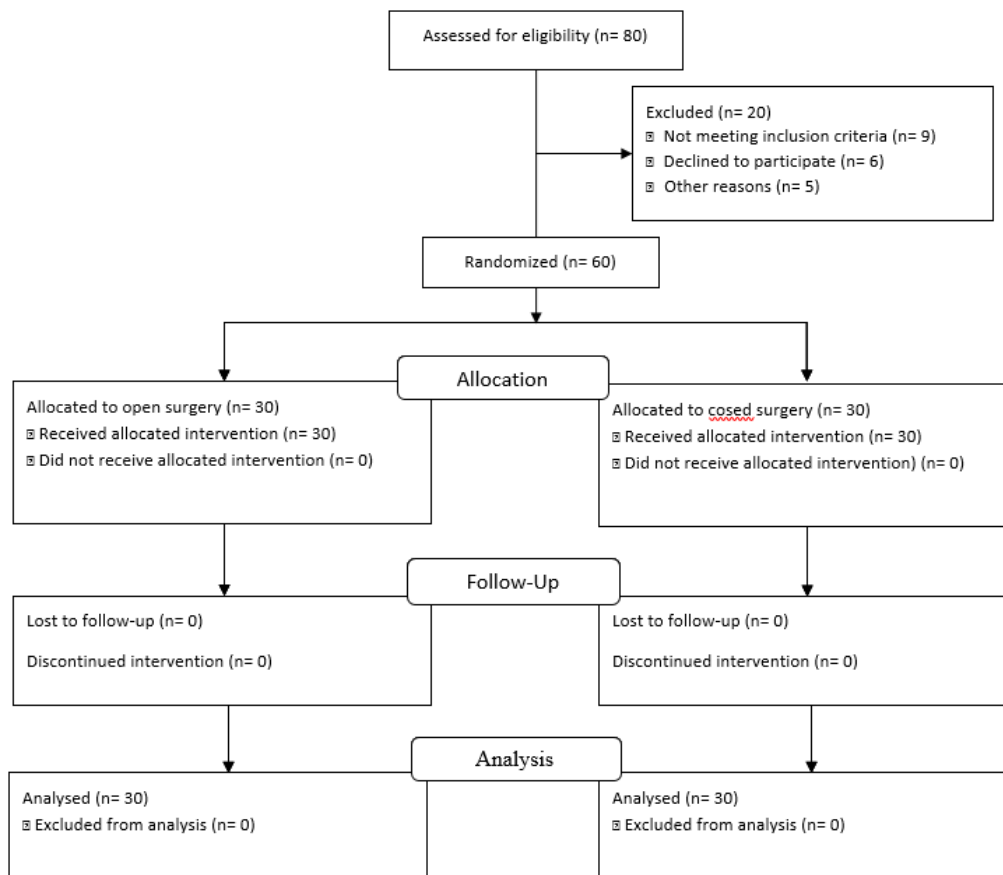 Assessed for eligibility (n= 80)
Excluded (n= 20)
Not meeting inclusion criteria (n= 9)
Declined to participate (n= 6)
Other reasons (n= 5)
Randomized (n= 60)
Allocation
Allocated to open surgery (n= 30)
Received allocated intervention (n= 30)
Did not receive allocated intervention (n= 0)
Allocated to cosed surgery (n= 30)
Received allocated intervention (n= 30)
Did not receive allocated intervention) (n= 0)
Follow-Up
Lost to follow-up (n= 0)
Discontinued intervention (n= 0)
Lost to follow-up (n= 0)
Discontinued intervention (n= 0)
Analysis
Analysed (n= 30)
Excluded from analysis (n= 0)
Analysed (n= 30)
Excluded from analysis (n= 0)